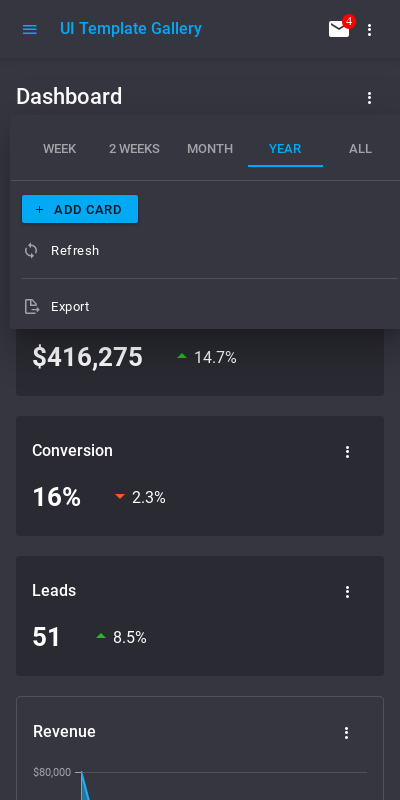 UI Template Gallery
4
Dashboard
WEEK 2 WEEKS MONTH YEAR ALL
+ ADD CARD
Refresh
Export
$416,275 14.7%
Conversion
16% 2.3%
Leads
51 8.5%
Revenue
$80,000